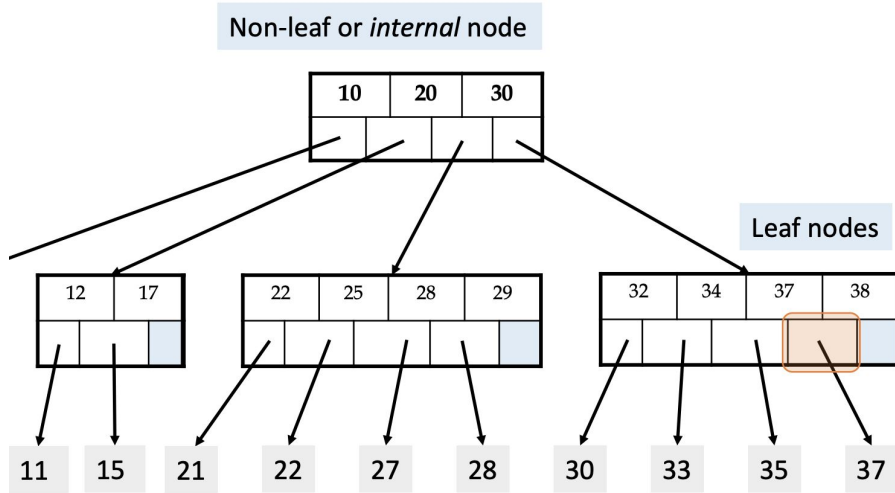 Non-leaf or internal node
10 20 30
Leaf nodes
12 17 22 25 28 29 32 34 37 38
11 15 21 22 27 28 30 33 35 37